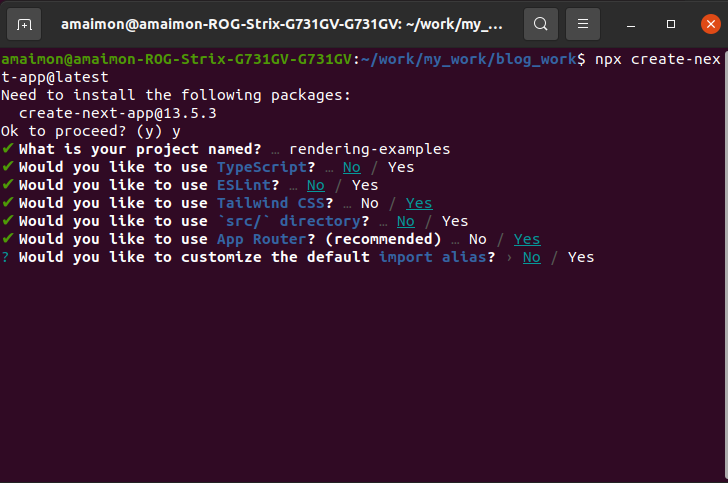 amaimon@amaimon-ROG-Strix-G731GV-G731GV: ~/work/my_...
amaimon@amaimon-ROG-Strix-G731GV-G731GV:~/work/my_work/blog_work$ npx create-nex
t-app@latest
Need to install the following packages:
  create-next-app@13.5.3
Ok to proceed? (y) y
✔ What is your project named? … rendering-examples
✔ Would you like to use TypeScript? … No / Yes
✔ Would you like to use ESLint? … No / Yes
✔ Would you like to use Tailwind CSS? … No / Yes
✔ Would you like to use `src/` directory? … No / Yes
✔ Would you like to use App Router? (recommended) … No / Yes
? Would you like to customize the default import alias? › No / Yes